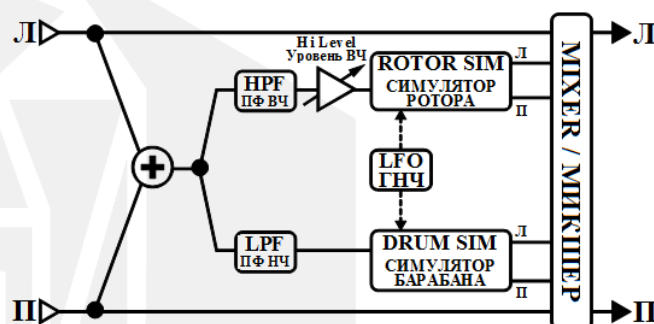 Hi Level
Уровень ВЧ
Л
Л
HPF
ПФ ВЧ
ROTOR SIM
СИМУЛЯТОР
РОТОРА
Л
П
LFO
ГНЧ
LPF
ПФ НЧ
DRUM SIM
СИМУЛЯТОР
БАРАБАНА
Л
П
MIXER / МИКШЕР
П
П